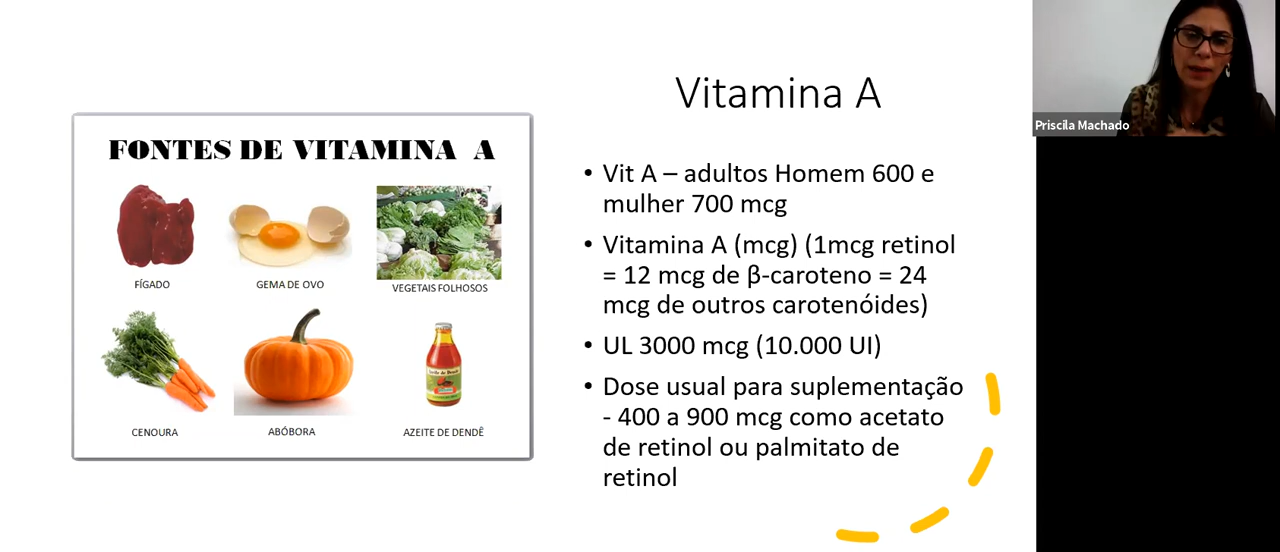 Vitamina A
FONTES DE VITAMINA A
FÍGADO
GEMA DE OVO
VEGETAIS FOLHOSOS
CENOURA
ABÓBORA
AZEITE DE DENDÊ
• Vit A – adultos Homem 600 e
mulher 700 mcg
• Vitamina A (mcg) (1mcg retinol
= 12 mcg de β-caroteno = 24
mcg de outros carotenóides)
• UL 3000 mcg (10.000 UI)
• Dose usual para suplementação
- 400 a 900 mcg como acetato
de retinol ou palmitato de
retinol
Priscila Machado